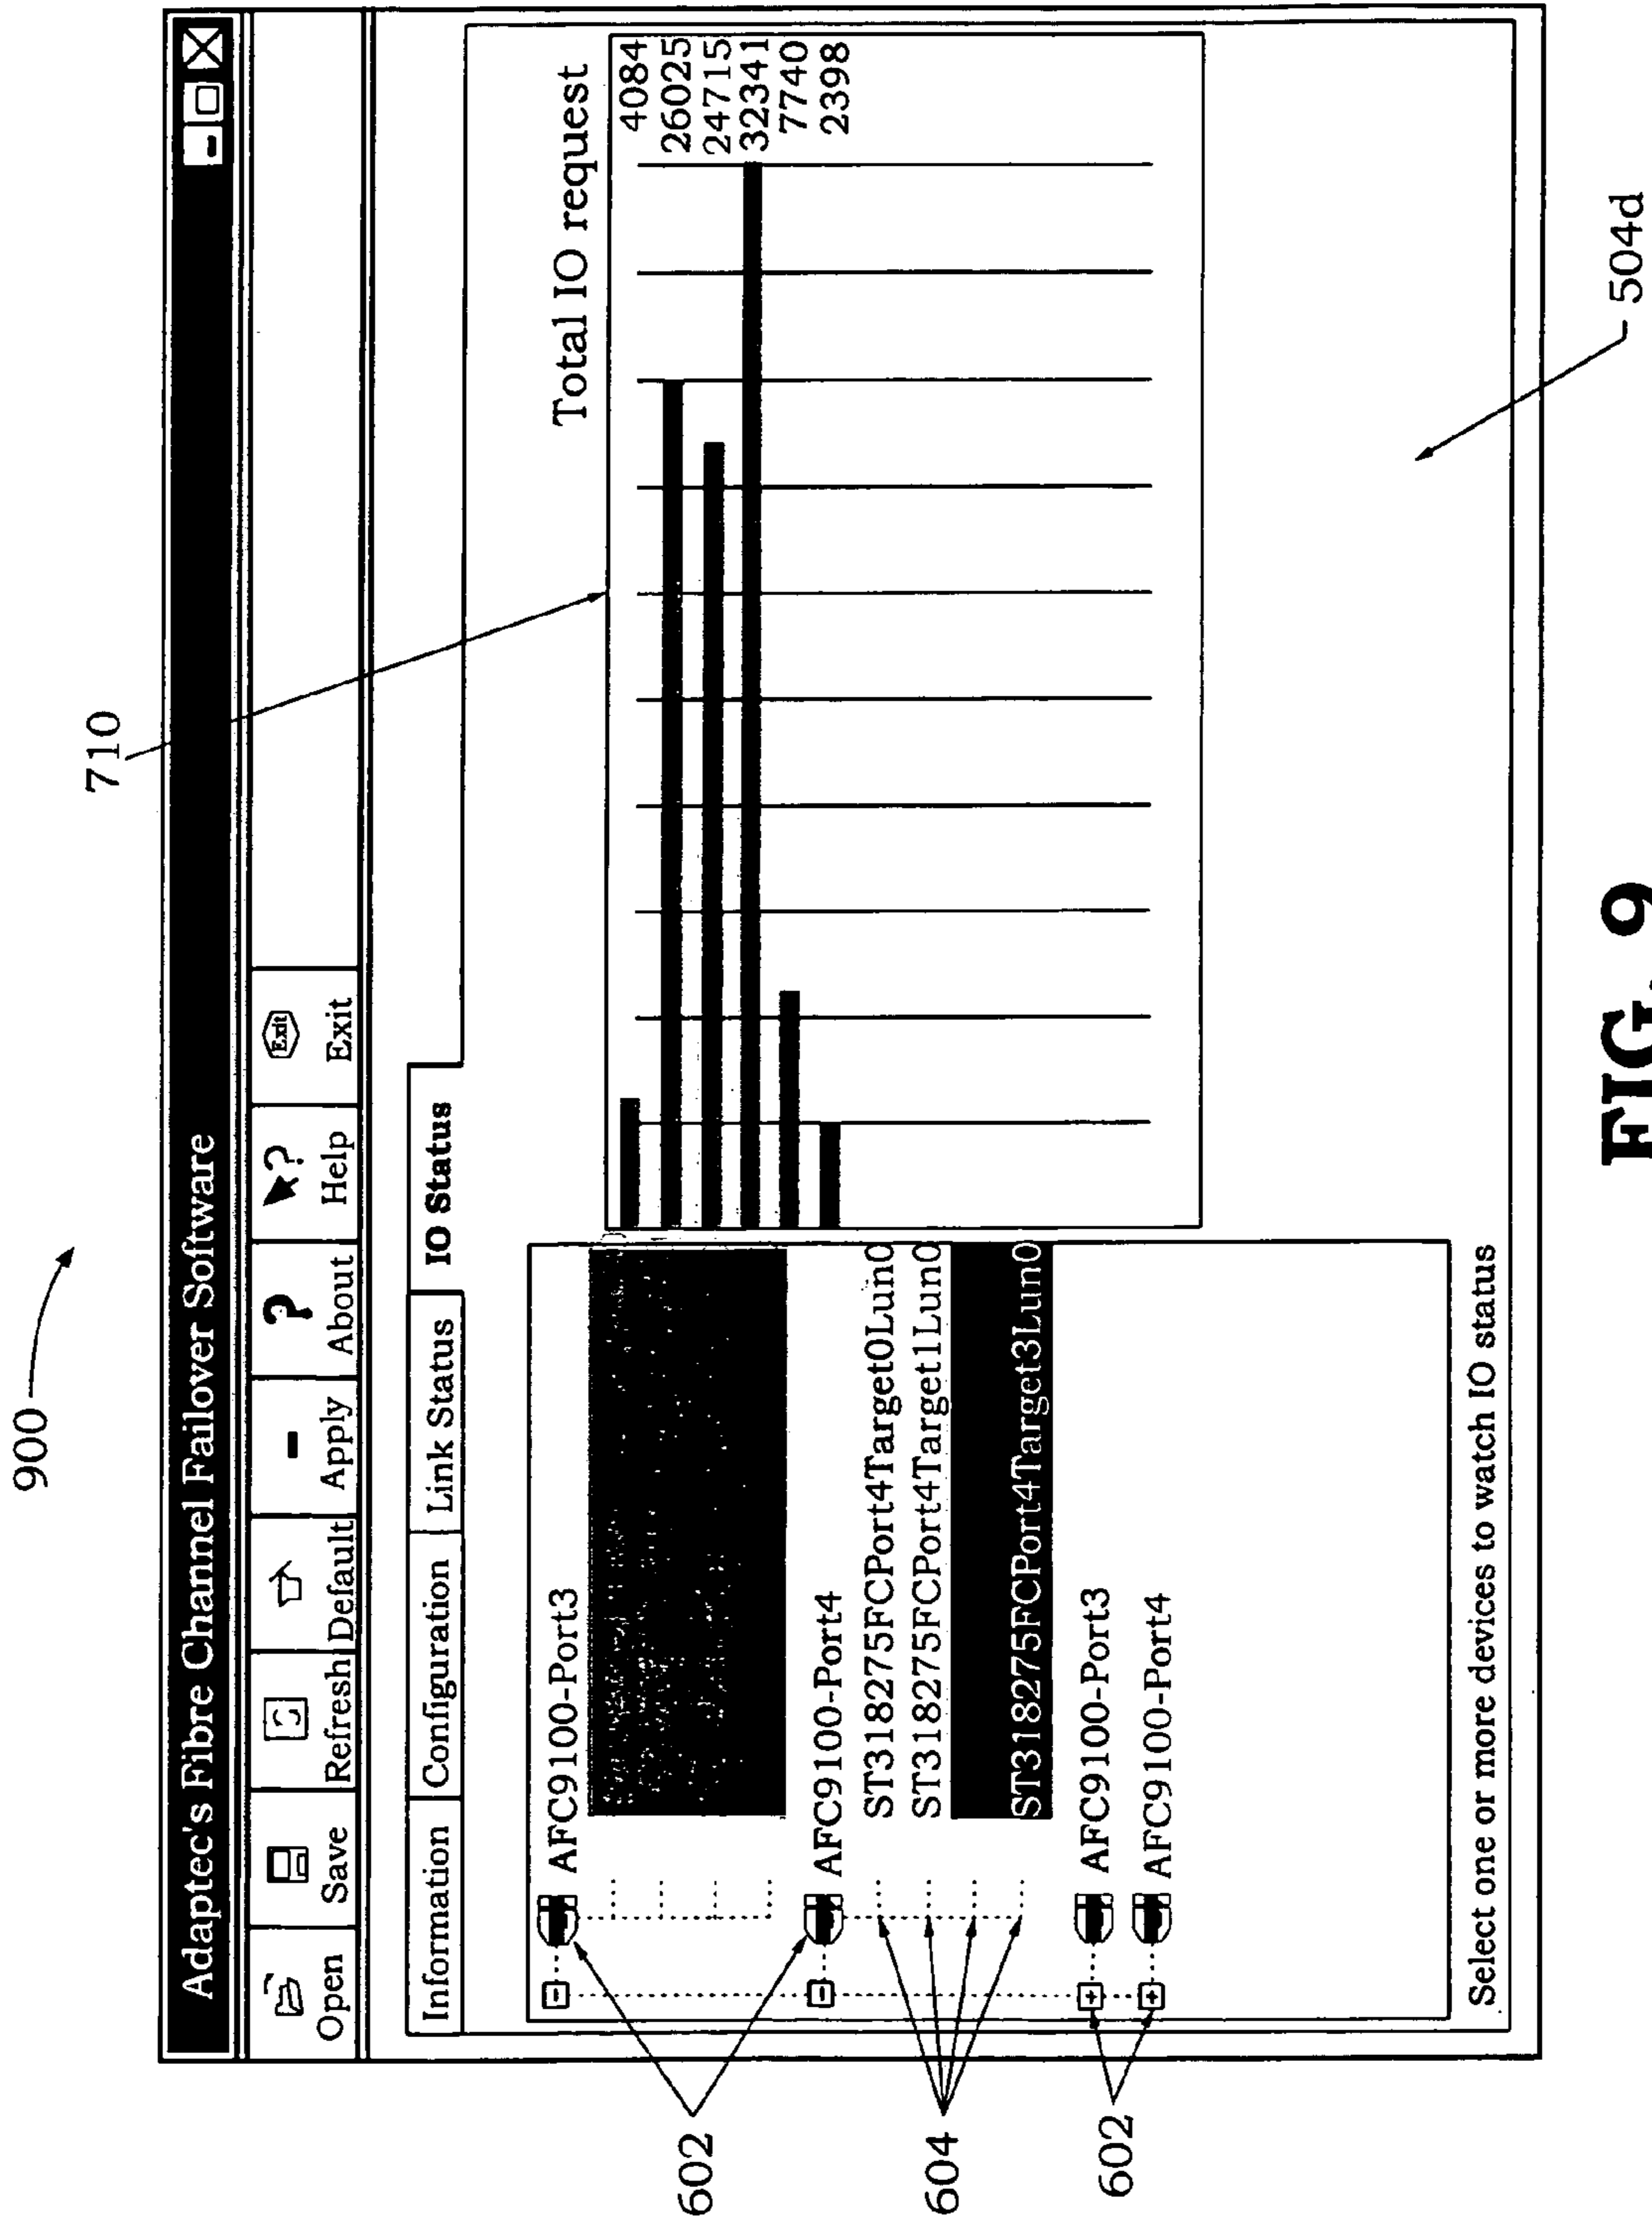 900
710
Adaptec's Fibre Channel Failover Software
Open Save Refresh Default Apply About Help Exit Exit
Information Configuration Link Status IO Status
AFC9100-Port3
AFC9100-Port4
ST318275FCPort4Target0Lun0
ST318275FCPort4Target1Lun0
ST318275FCPort4Target3Lun0
AFC9100-Port3
AFC9100-Port4
Total IO request
4084
26025
24715
32341
7740
2398
Select one or more devices to watch IO status
602
604
602
504d
FIG. 9